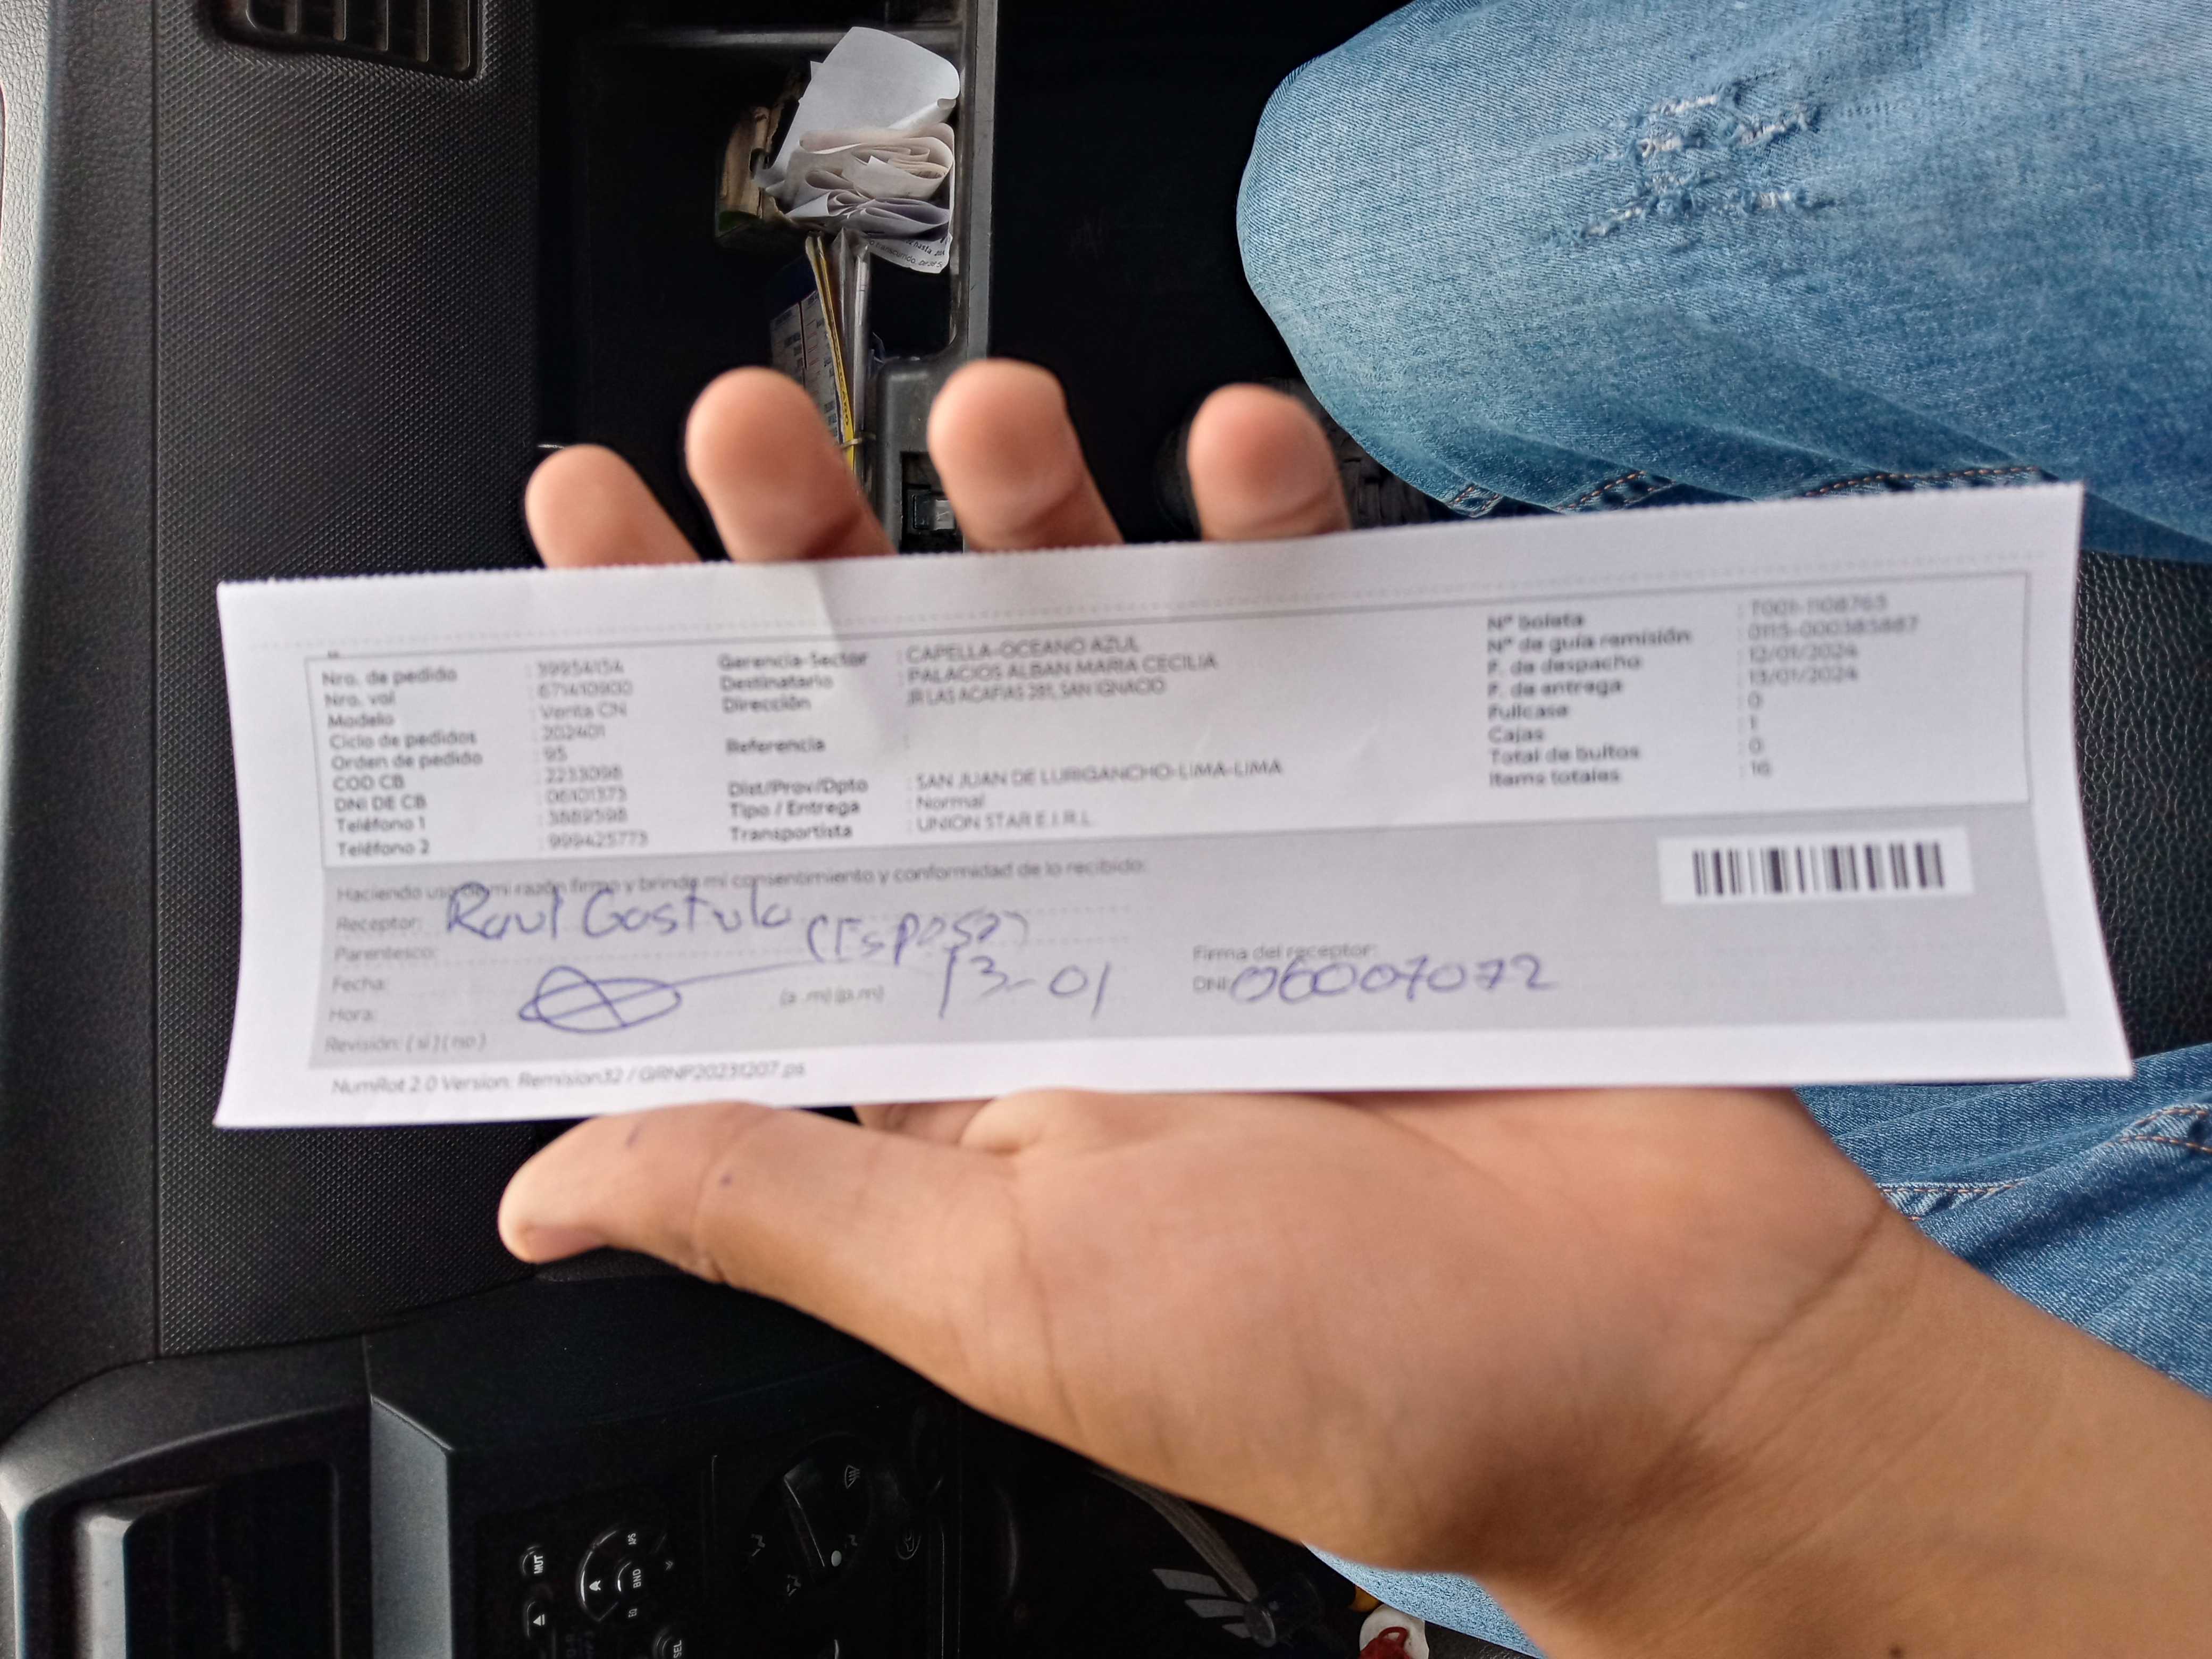 Nro. de pedido : 39954154
Nro. val : 671410900
Modelo : Venta CN
Ciclo de pedidos : 202401
Orden de pedido : 95
COD CB : 2233098
DNI DE CB : 06101373
Teléfono 1 : 3889598
Teléfono 2 : 999425773
Gerencia-Sector : CAPELLA-OCEANO AZUL
Destinatario : PALACIOS ALBAN MARIA CECILIA
Dirección : JR LAS ACAFIAS 281, SAN IGNACIO
Referencia :
Dist/Prov/Dpto : SAN JUAN DE LURIGANCHO-LIMA-LIMA
Tipo / Entrega : Normal
Transportista : UNION STAR E.I.R.L.
Nº boleta : T001-1108763
Nº de guía remisión : 0115-000385887
F. de despacho : 12/01/2024
F. de entrega : 13/01/2024
Fullcase : 0
Cajas : 1
Total de bultos : 0
Items totales : 16
Haciendo uso de mi razón firmo y brindo mi consentimiento y conformidad de lo recibido:
Receptor: Raul Gastulo
Parentesco: (Esposo)
Fecha: 13-01
Hora: (a .m) (p.m)
Revisión: ( si ) ( no )
Firma del receptor:
DNI: 06007072
NumRot 2.0 Version: Remision32 / GRNP20231207.ps
MUT
BND
SEL